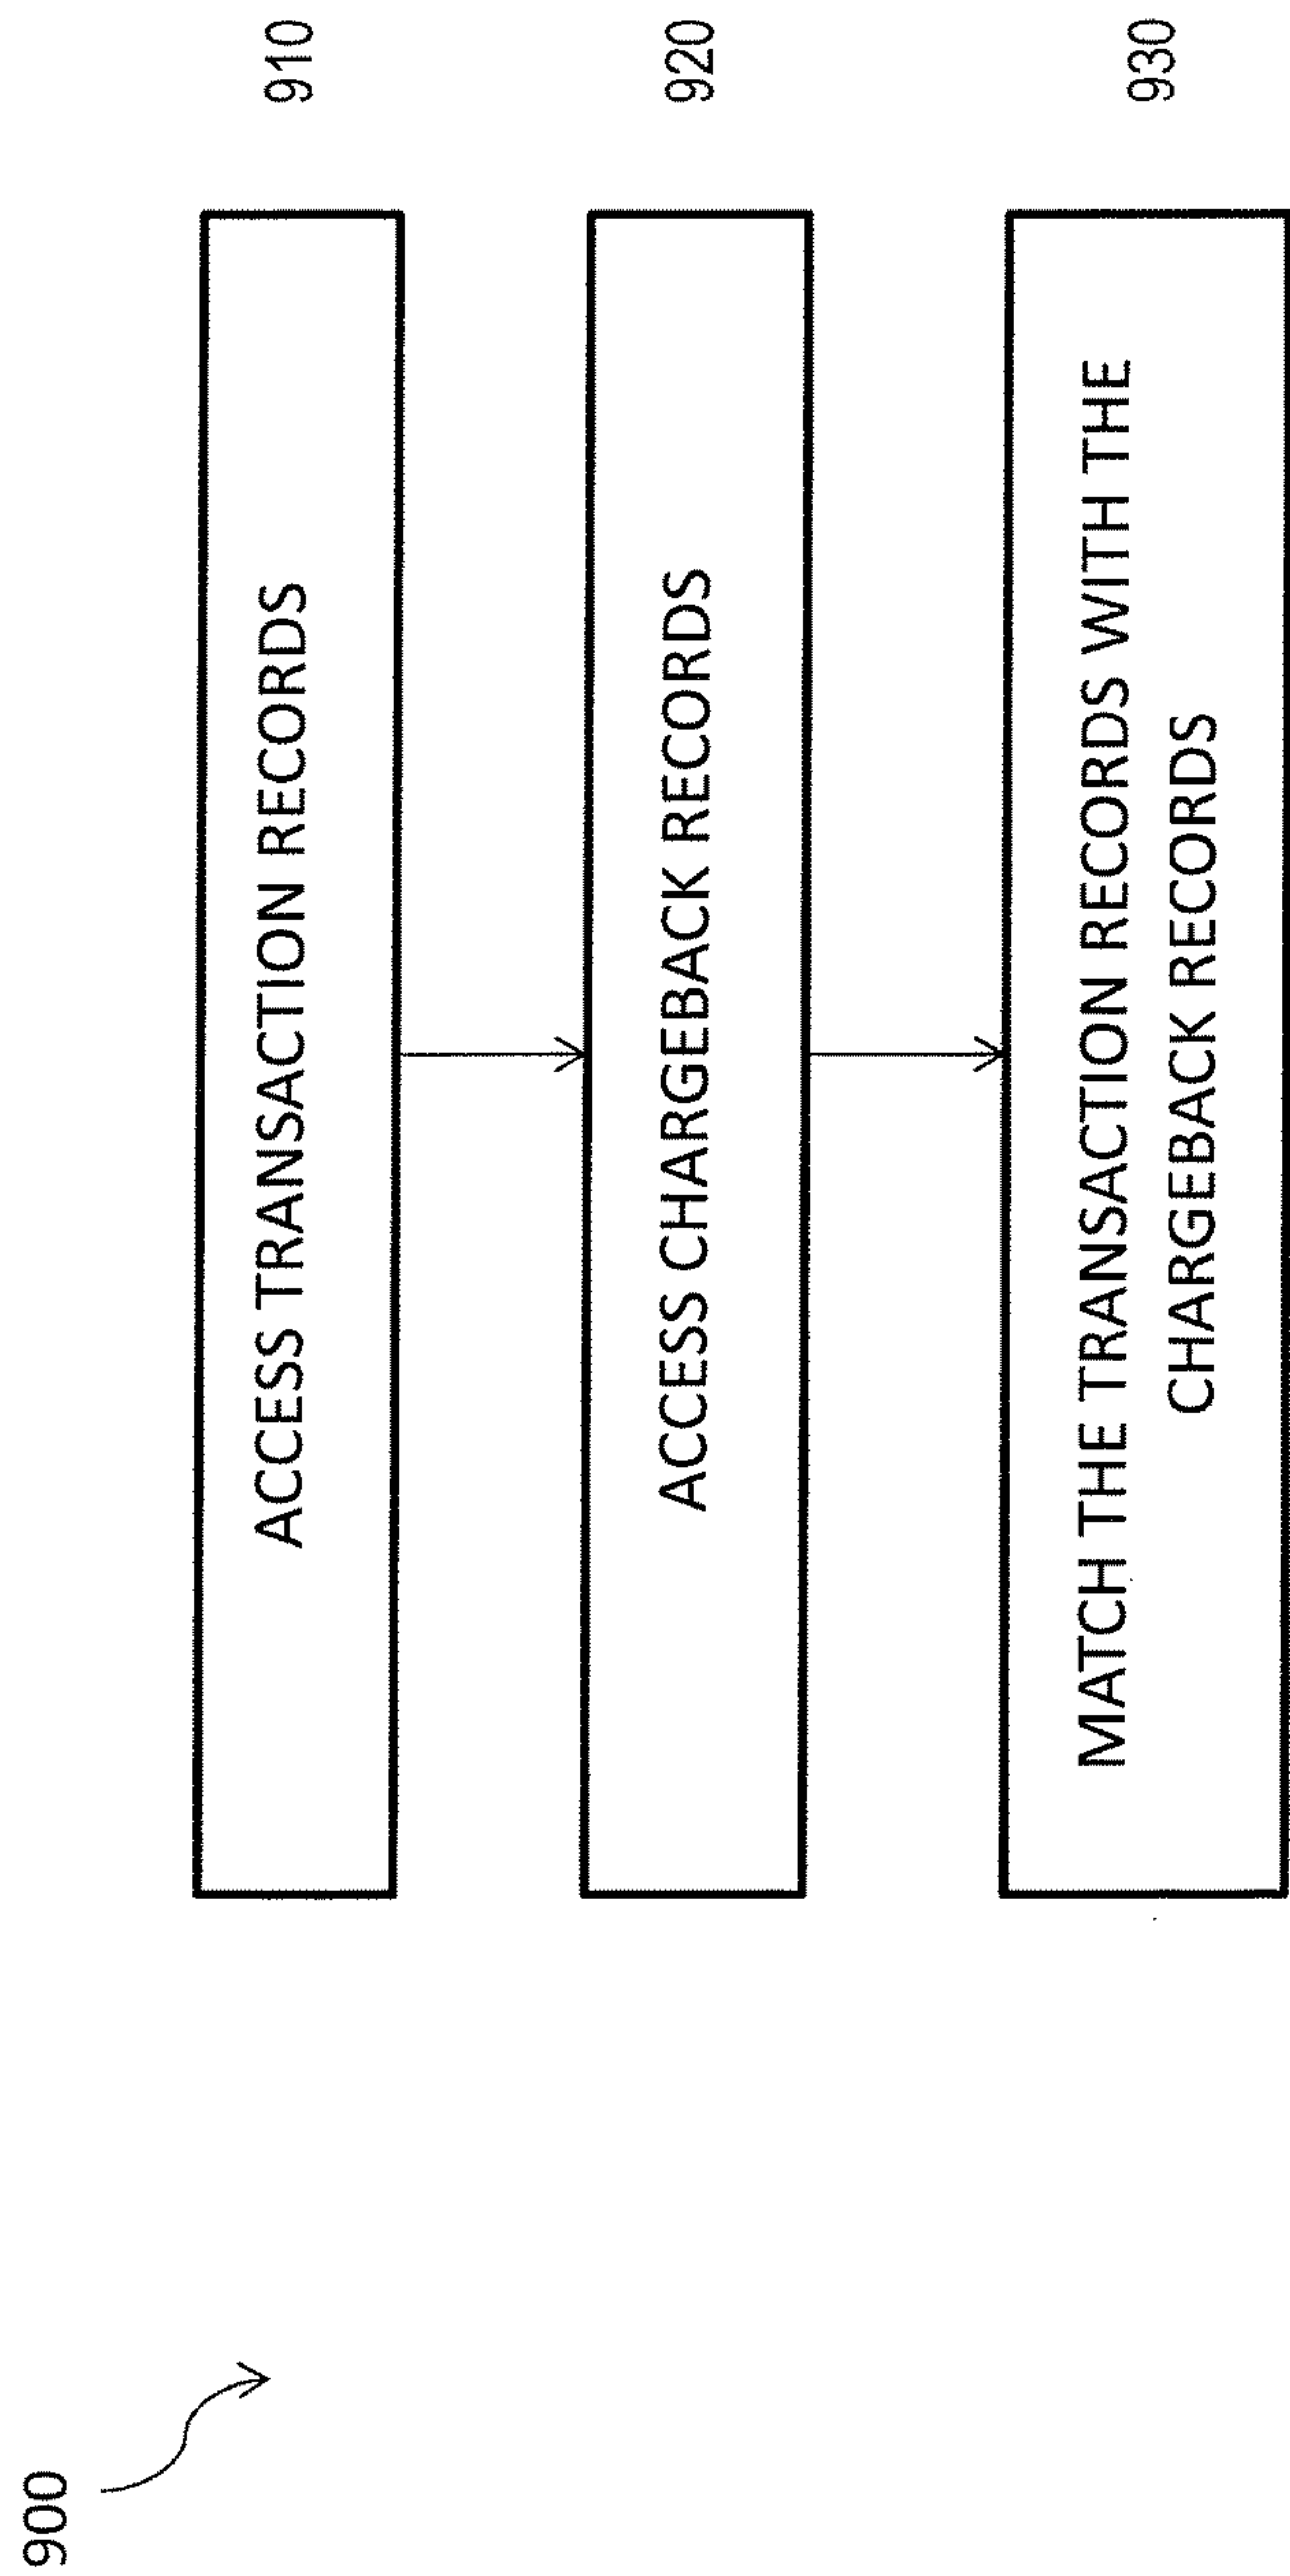 900
ACCESS TRANSACTION RECORDS
910
ACCESS CHARGEBACK RECORDS
920
MATCH THE TRANSACTION RECORDS WITH THE
CHARGEBACK RECORDS
930